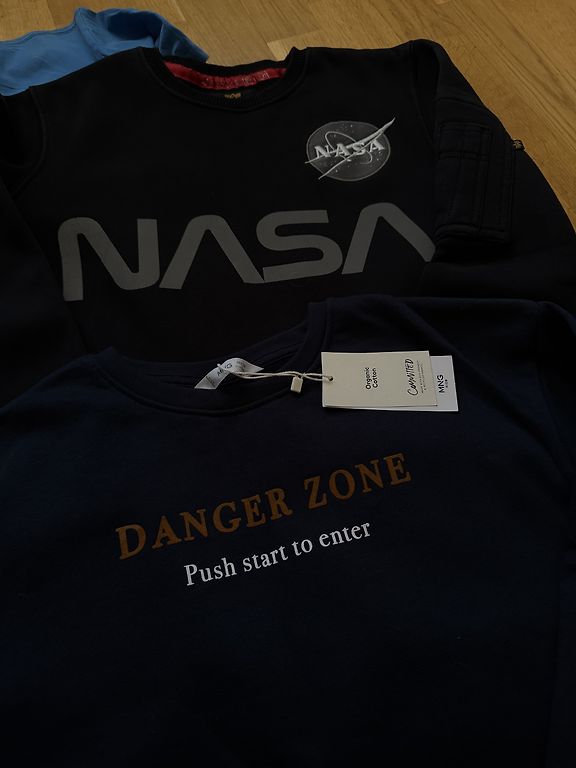 NASA
NASA
Organic
Cotton
COMMITTED
MNG
DANGER ZONE
Push start to enter